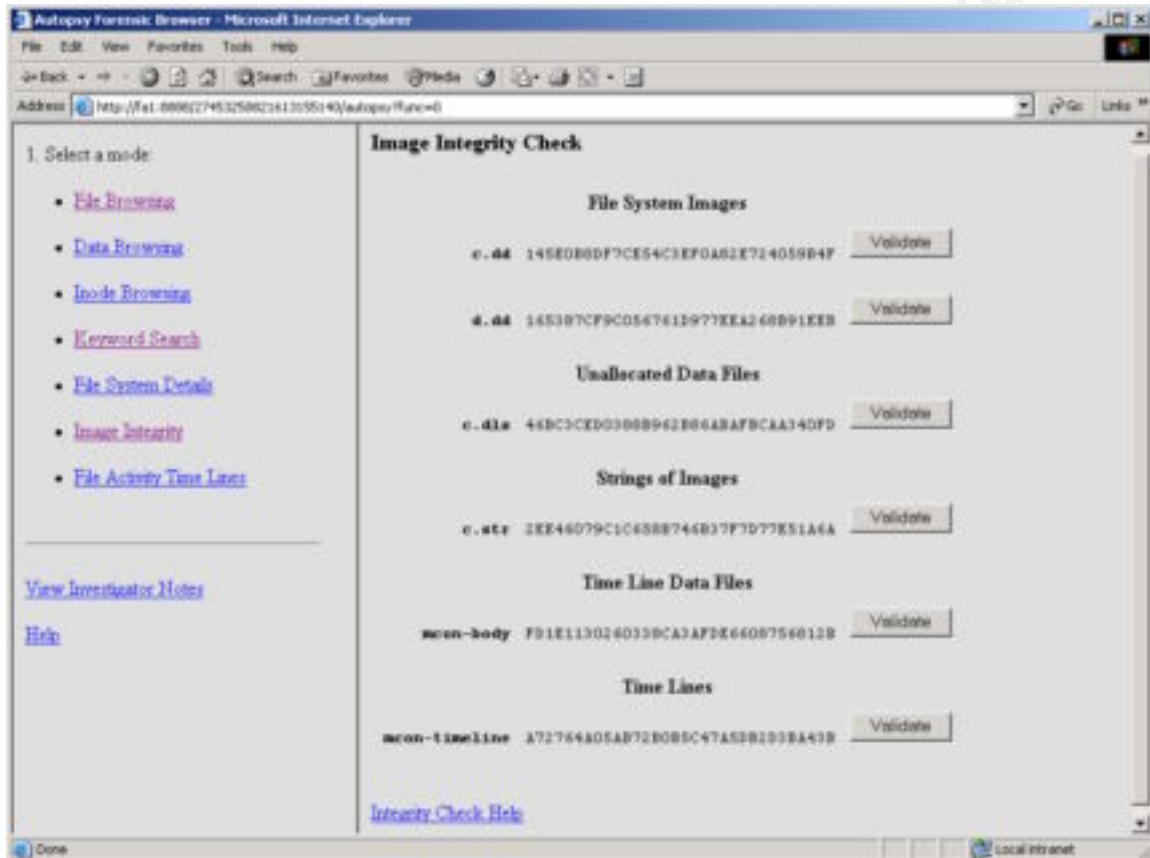 Autopsy Forensic Browser - Microsoft Internet Explorer
File Edit View Favorites Tools Help
Back Search Favorites Media
Address Go Links »
1. Select a mode:
• File Browsing
• Data Browsing
• Inode Browsing
• Keyword Search
• File System Details
• Image Integrity
• File Activity Time Lines
View Investigator Notes
Help
Image Integrity Check
File System Images
c.dd Validate
d.dd Validate
Unallocated Data Files
c.dls Validate
Strings of Images
c.str Validate
Time Line Data Files
mcon-body Validate
Time Lines
mcon-timeline Validate
Integrity Check Help
Done Local intranet